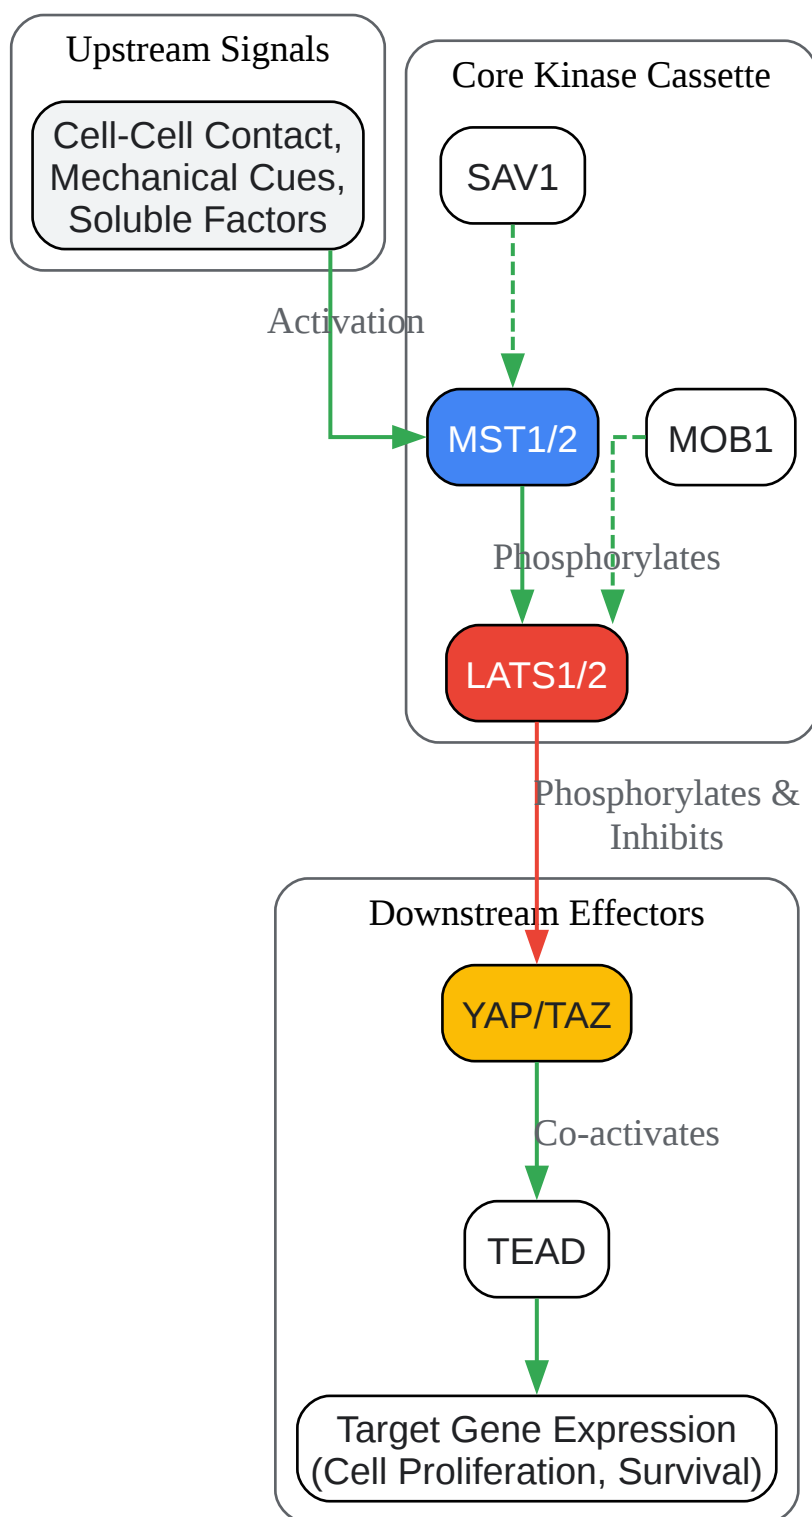 Upstream Signals
Cell-Cell Contact,
Mechanical Cues,
Soluble Factors
Activation
Core Kinase Cassette
SAV1
MST1/2
MOB1
Phosphorylates
LATS1/2
Phosphorylates &
Inhibits
Downstream Effectors
YAP/TAZ
Co-activates
TEAD
Target Gene Expression
(Cell Proliferation, Survival)